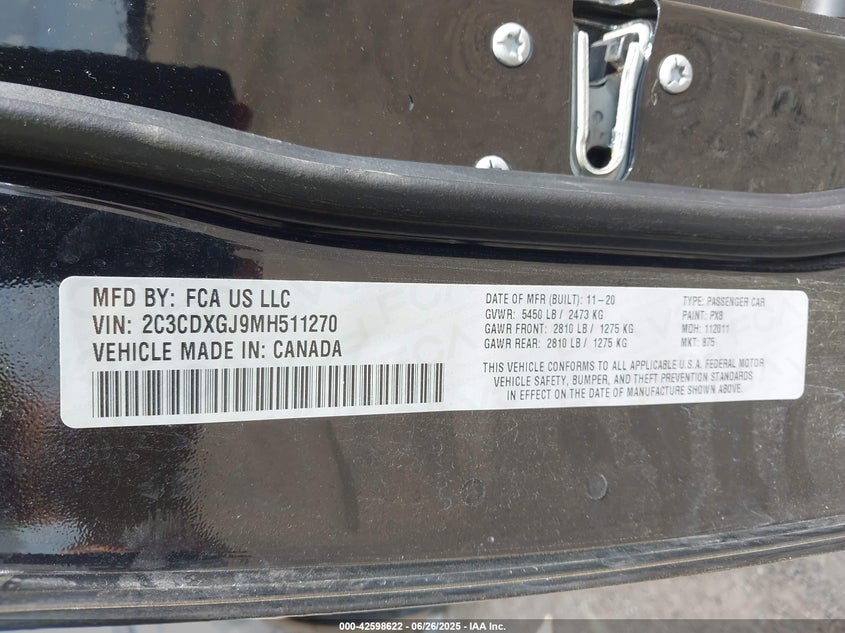 MFD BY: FCA US LLC
VIN: 2C3CDXGJ9MH511270
VEHICLE MADE IN: CANADA
DATE OF MFR (BUILT): 11-20
GVWR: 5450 LB / 2473 KG
GAWR FRONT: 2810 LB / 1275 KG
GAWR REAR: 2810 LB / 1275 KG
TYPE: PASSENGER CAR
PAINT: PX8
MDH: 112011
MKT: 875
THIS VEHICLE CONFORMS TO ALL APPLICABLE U.S.A. FEDERAL MOTOR
VEHICLE SAFETY, BUMPER, AND THEFT PREVENTION STANDARDS
IN EFFECT ON THE DATE OF MANUFACTURE SHOWN ABOVE.
000-42598622 - 06/26/2025 - IAA Inc.